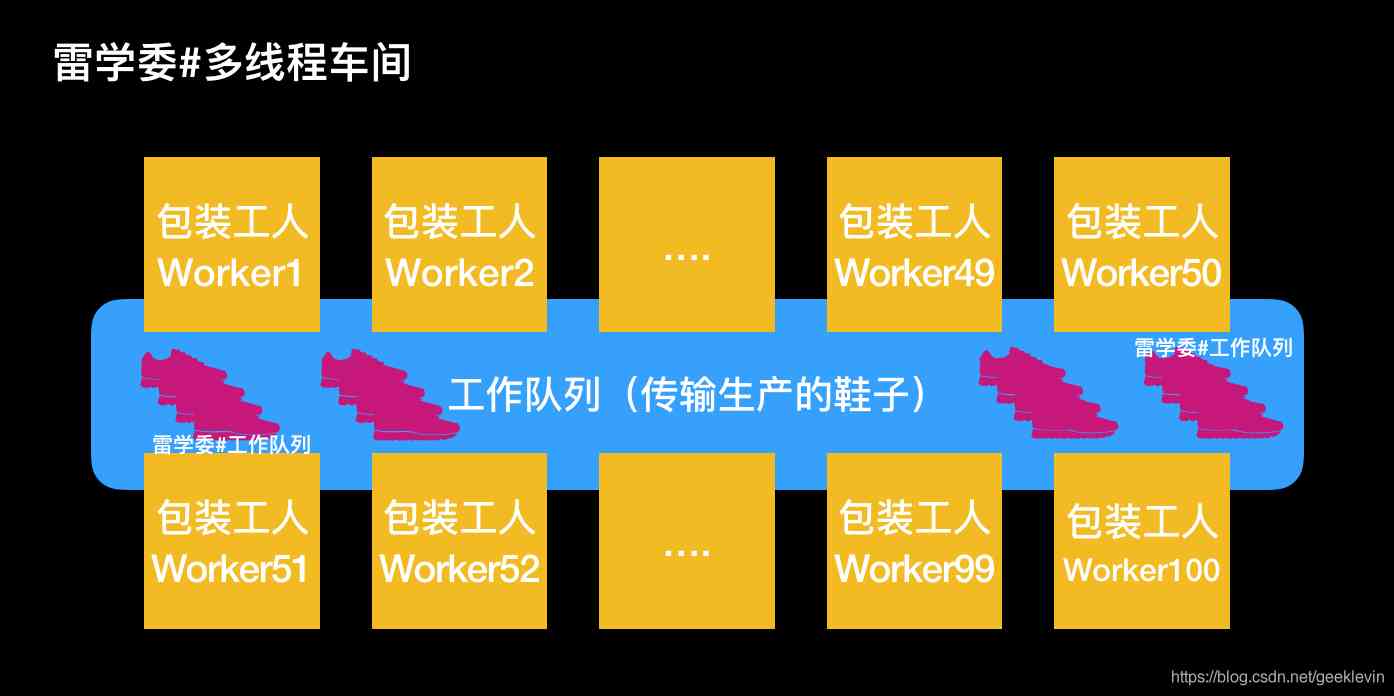 雷学委#多线程车间
包装工人
Worker1
包装工人
Worker2
....
包装工人
Worker49
包装工人
Worker50
雷学委#工作队列
工作队列（传输生产的鞋子）
雷学委#工作队列
包装工人
Worker51
包装工人
Worker52
....
包装工人
Worker99
包装工人
Worker100
https://blog.csdn.net/geeklevin